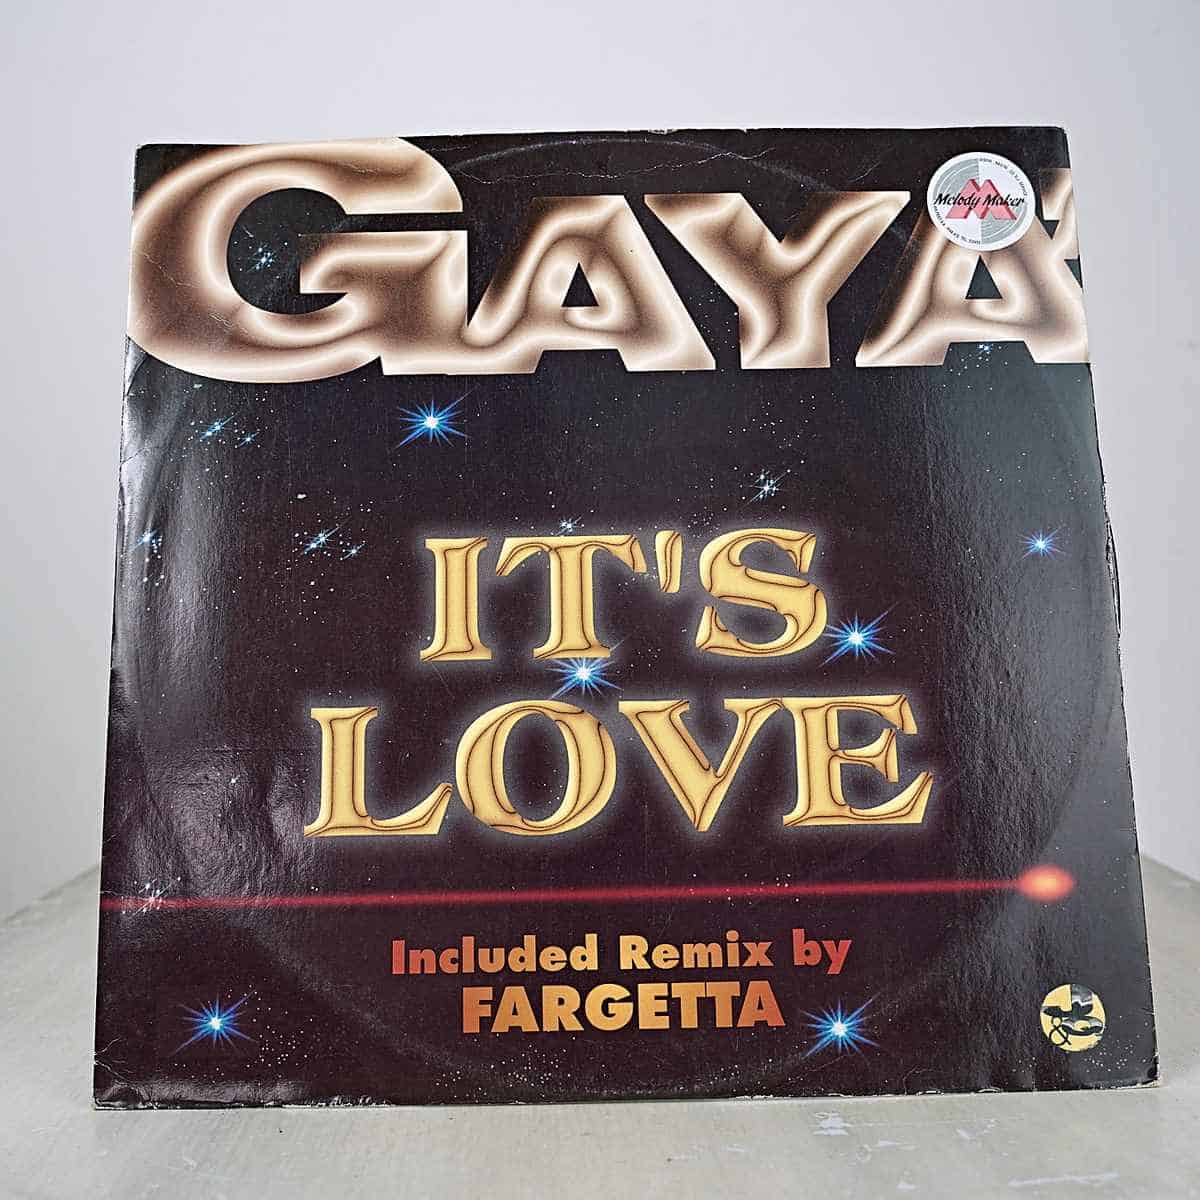 GAYA'
Melody Maker
IT'S
LOVE
Included Remix by
FARGETTA
&